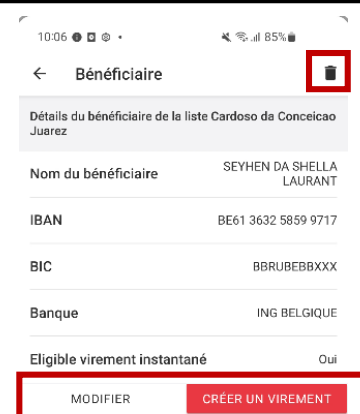 10:06 85%
Bénéficiaire
Détails du bénéficiaire de la liste Cardoso da Conceicao
Juarez
Nom du bénéficiaire SEYHEN DA SHELLA
LAURANT
IBAN BE61 3632 5859 9717
BIC BBRUBEBBXXX
Banque ING BELGIQUE
Eligible virement instantané Oui
MODIFIER CRÉER UN VIREMENT